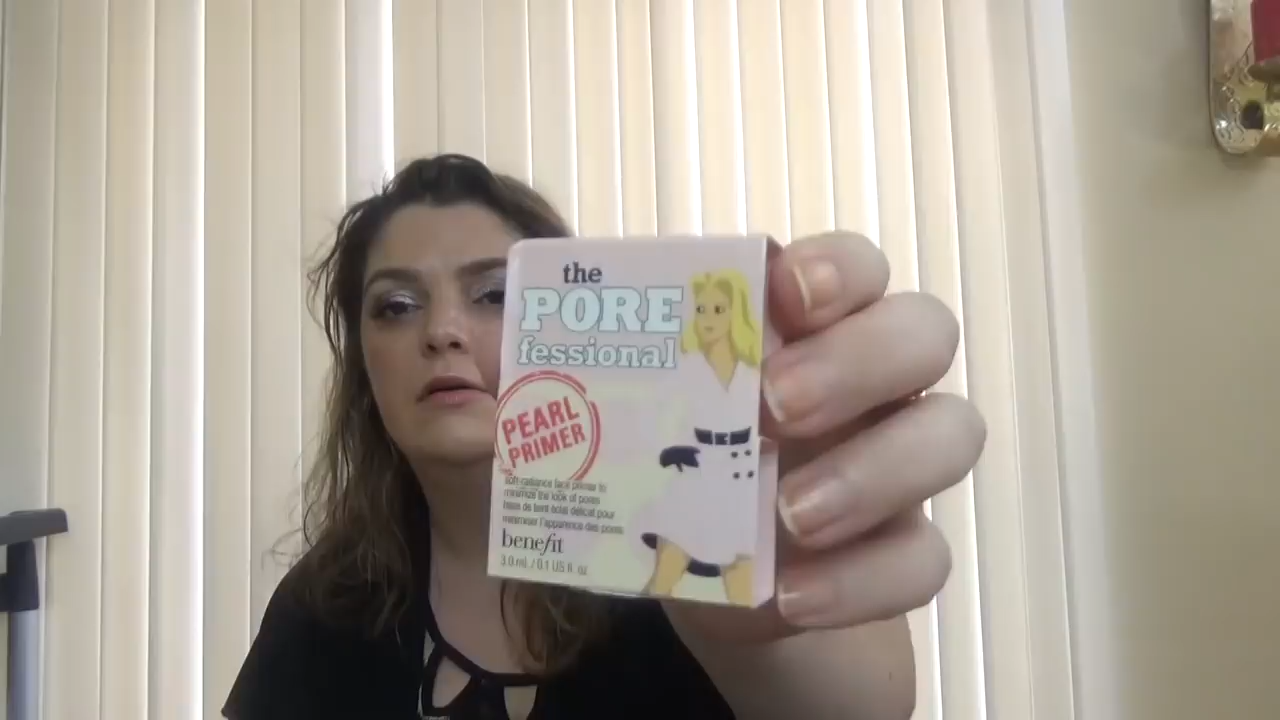 the
PORE
fessional
PEARL
PRIMER
soft-radiance face primer to
minimize the look of pores
base de teint éclat délicat pour
minimiser l'apparence des pores
benefit
3.0 mL / 0.1 US fl. oz